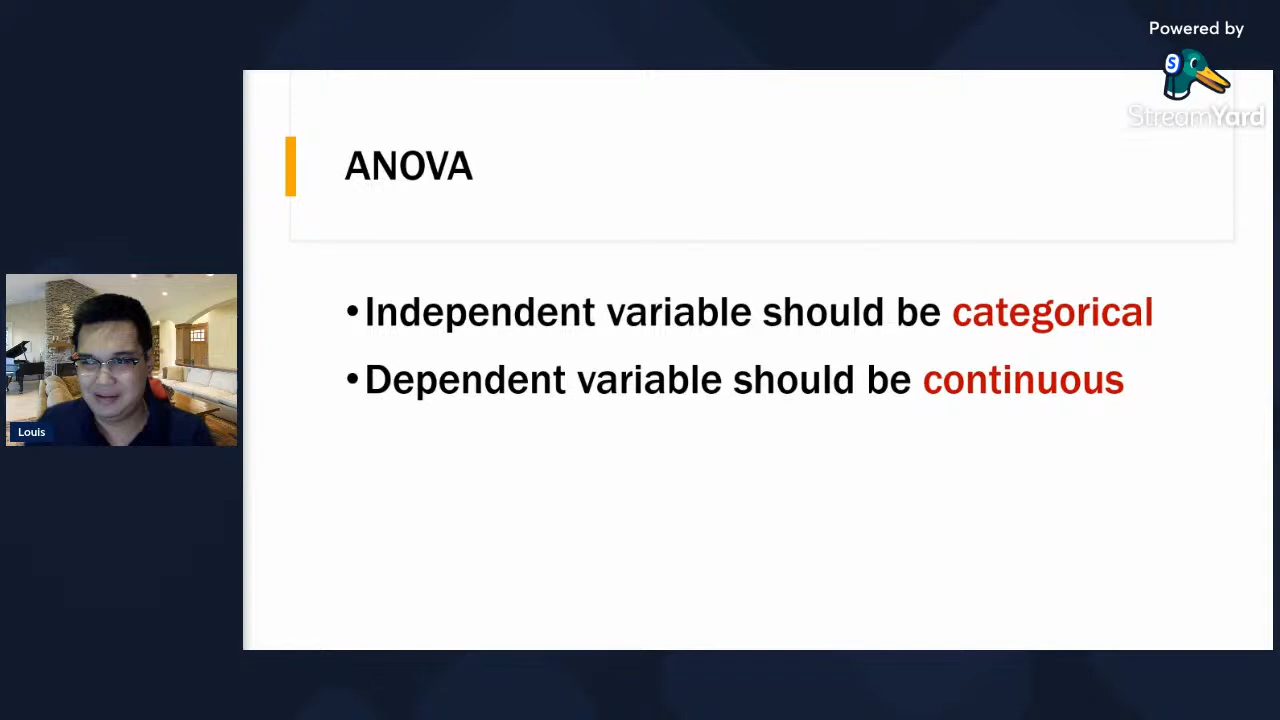 Powered by
S
StreamYard
ANOVA
•Independent variable should be categorical
•Dependent variable should be continuous
Louis